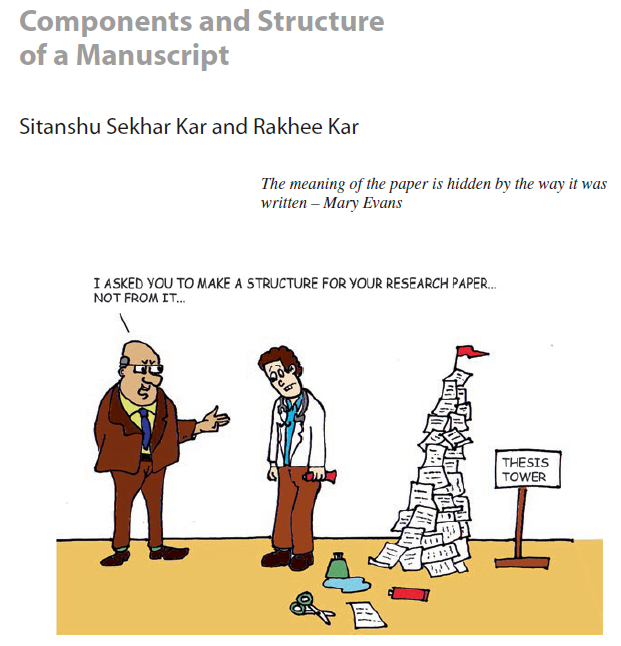 Components and Structure
of a Manuscript
Sitanshu Sekhar Kar and Rakhee Kar
The meaning of the paper is hidden by the way it was
written – Mary Evans
I ASKED YOU TO MAKE A STRUCTURE FOR YOUR RESEARCH PAPER...
NOT FROM IT...
THESIS
TOWER